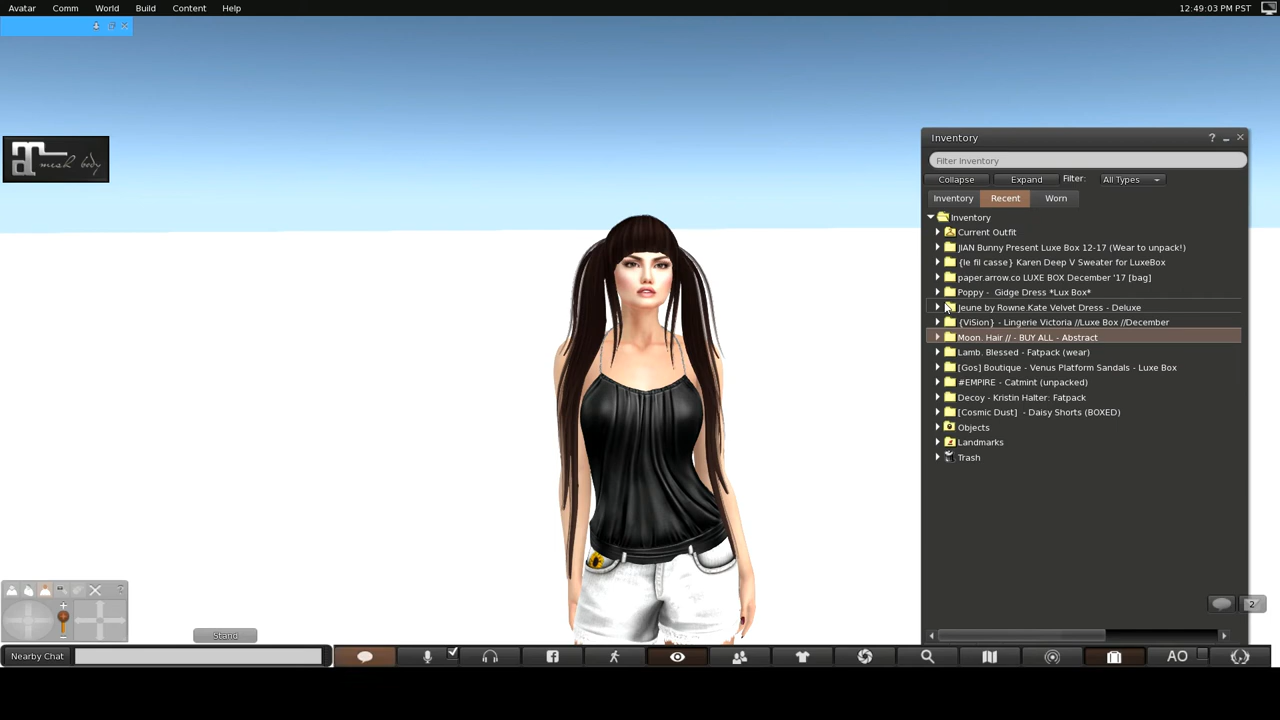 Avatar Comm World Build Content Help
12:49:03 PM PST
mesh body
Inventory
?
Filter Inventory
Collapse Expand Filter: All Types
Inventory Recent Worn
Inventory
Current Outfit
JIAN Bunny Present Luxe Box 12-17 (Wear to unpack!)
{le fil casse} Karen Deep V Sweater for LuxeBox
paper.arrow.co LUXE BOX December '17 [bag]
Poppy - Gidge Dress *Lux Box*
Jeune by Rowne.Kate Velvet Dress - Deluxe
{ViSion} - Lingerie Victoria //Luxe Box //December
Moon. Hair // - BUY ALL - Abstract
Lamb. Blessed - Fatpack (wear)
[Gos] Boutique - Venus Platform Sandals - Luxe Box
#EMPIRE - Catmint (unpacked)
Decoy - Kristin Halter: Fatpack
[Cosmic Dust] - Daisy Shorts (BOXED)
Objects
Landmarks
Trash
2
Stand
Nearby Chat
AO